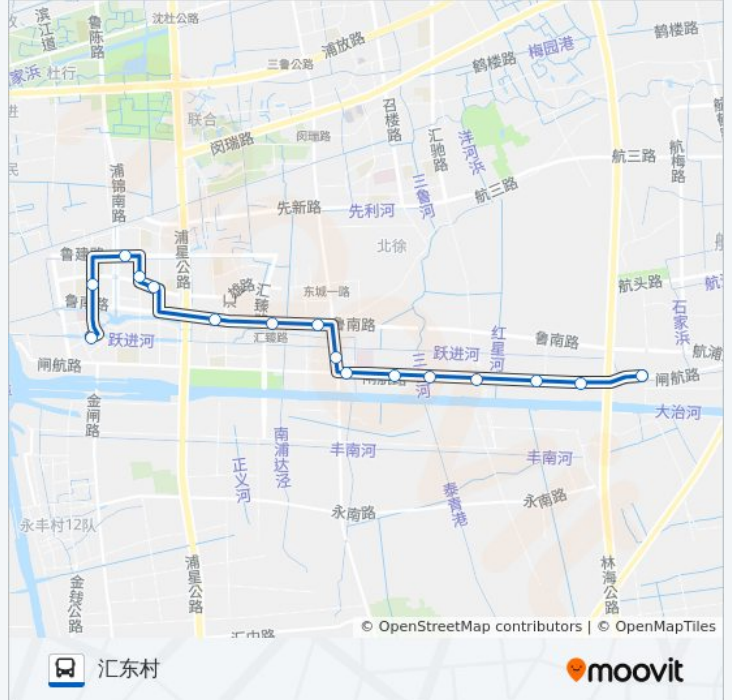 滨江道
鲁陈路
沈杜公路
鹤楼路
浦放路
梅园港
鹤楼路
家浜
杜行
三鲁公路
召楼路
联合
闵瑞路
闵瑞路
汇驰路
洋河浜
航三路
航梅路
浦锦南路
三鲁河
航三路
先新路
先利河
浦星公路
北徐
鲁建路
航头路
东城一路
汇臻路
石家浜
鲁南路
鲁南路
红星河
鲁南路
跃进河
汇臻路
跃进河
航浦
闸航路
三鲁河
闸航路
闸航路
大治河
金闸路
南浦达泾
丰南河
丰南河
正义河
泰青港
永南路
永南路
永丰村12队
浦星公路
林海公路
金钱公路
汇中路
© OpenStreetMap contributors | © OpenMapTiles
汇东村
moovit